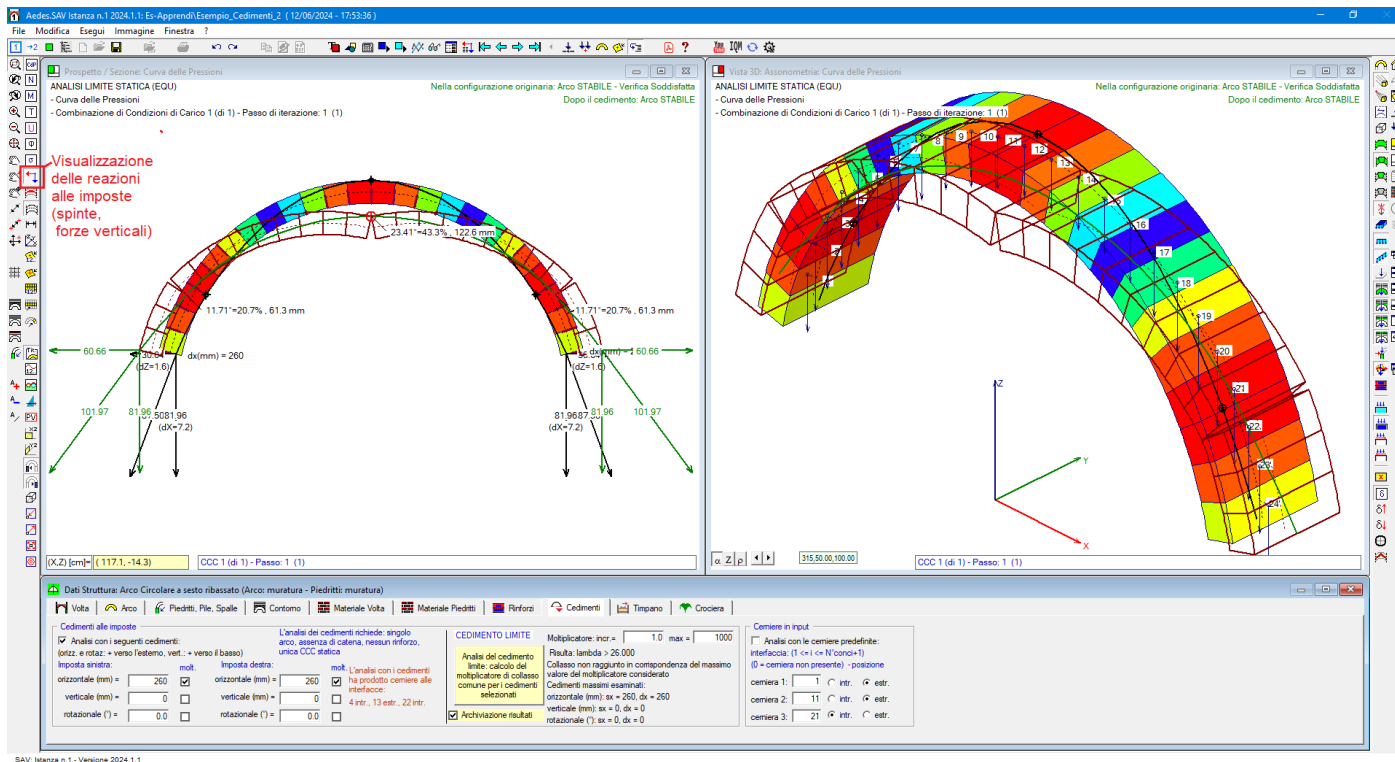 Aedes.SAV Istanza n.1 2024.1.1: Es-Apprendi\Esempio_Cedimenti_2 ( 12/06/2024 - 17:53:36 )
File Modifica Esegui Immagine Finestra ?
Prospetto / Sezione: Curva delle Pressioni
ANALISI LIMITE STATICA (EQU)
Nella configurazione originaria: Arco STABILE - Verifica Soddisfatta
- Curva delle Pressioni
Dopo il cedimento: Arco STABILE
- Combinazione di Condizioni di Carico 1 (di 1) - Passo di iterazione: 1 (1)
Visualizzazione
delle reazioni
alle imposte
(spinte,
forze verticali)
23.41°=43.3% , 122.6 mm
11.71°=20.7% , 61.3 mm
11.71°=20.7% , 61.3 mm
60.66
dx(mm) = 260
60.66
(dZ=1.6)
(dZ=1.6)
101.97
81.96
81.96
81.96
81.96
101.97
(dX=7.2)
(dX=7.2)
(X,Z) [cm]= ( 117.1, -14.3)
CCC 1 (di 1) - Passo: 1 (1)
Vista 3D: Assonometria: Curva delle Pressioni
ANALISI LIMITE STATICA (EQU)
Nella configurazione originaria: Arco STABILE - Verifica Soddisfatta
- Curva delle Pressioni
Dopo il cedimento: Arco STABILE
- Combinazione di Condizioni di Carico 1 (di 1) - Passo di iterazione: 1 (1)
8
9
10
11
12
13
14
16
17
18
19
20
21
22
23
24
Z
Y
X
α Z ρ
315,50.00,100.00
CCC 1 (di 1) - Passo: 1 (1)
Dati Struttura: Arco Circolare a sesto ribassato (Arco: muratura - Piedritti: muratura)
Volta
Arco
Piedritti, Pile, Spalle
Contorno
Materiale Volta
Materiale Piedritti
Rinforzi
Cedimenti
Timpano
Crociera
Cedimenti alle imposte
Analisi con i seguenti cedimenti:
(orizz. e rotaz: + verso l'esterno, vert.: + verso il basso)
L'analisi dei cedimenti richiede: singolo
arco, assenza di catena, nessun rinforzo,
unica CCC statica
Imposta sinistra:
molt.
orizzontale (mm) = 260
verticale (mm) = 0
rotazionale (°) = 0.0
Imposta destra:
molt.
orizzontale (mm) = 260
verticale (mm) = 0
rotazionale (°) = 0.0
L'analisi con i cedimenti
ha prodotto cerniere alle
interfacce:
4 intr., 13 estr., 22 intr.
CEDIMENTO LIMITE
Analisi del cedimento
limite: calcolo del
moltiplicatore di collasso
comune per i cedimenti
selezionati
Archiviazione risultati
Moltiplicatore: incr.= 1.0 max = 1000
Risulta: lambda > 26.000
Collasso non raggiunto in corrispondenza del massimo
valore del moltiplicatore considerato
Cedimenti massimi esaminati:
orizzontale (mm): sx = 260, dx = 260
verticale (mm): sx = 0, dx = 0
rotazionale (°): sx = 0, dx = 0
Cerniere in input
Analisi con le cerniere predefinite:
interfaccia: (1 <= i <= N°conci+1)
(0 = cerniera non presente) - posizione
cerniera 1: 1 intr. estr.
cerniera 2: 11 intr. estr.
cerniera 3: 21 intr. estr.
SAV: Istanza n.1 - Versione 2024.1.1